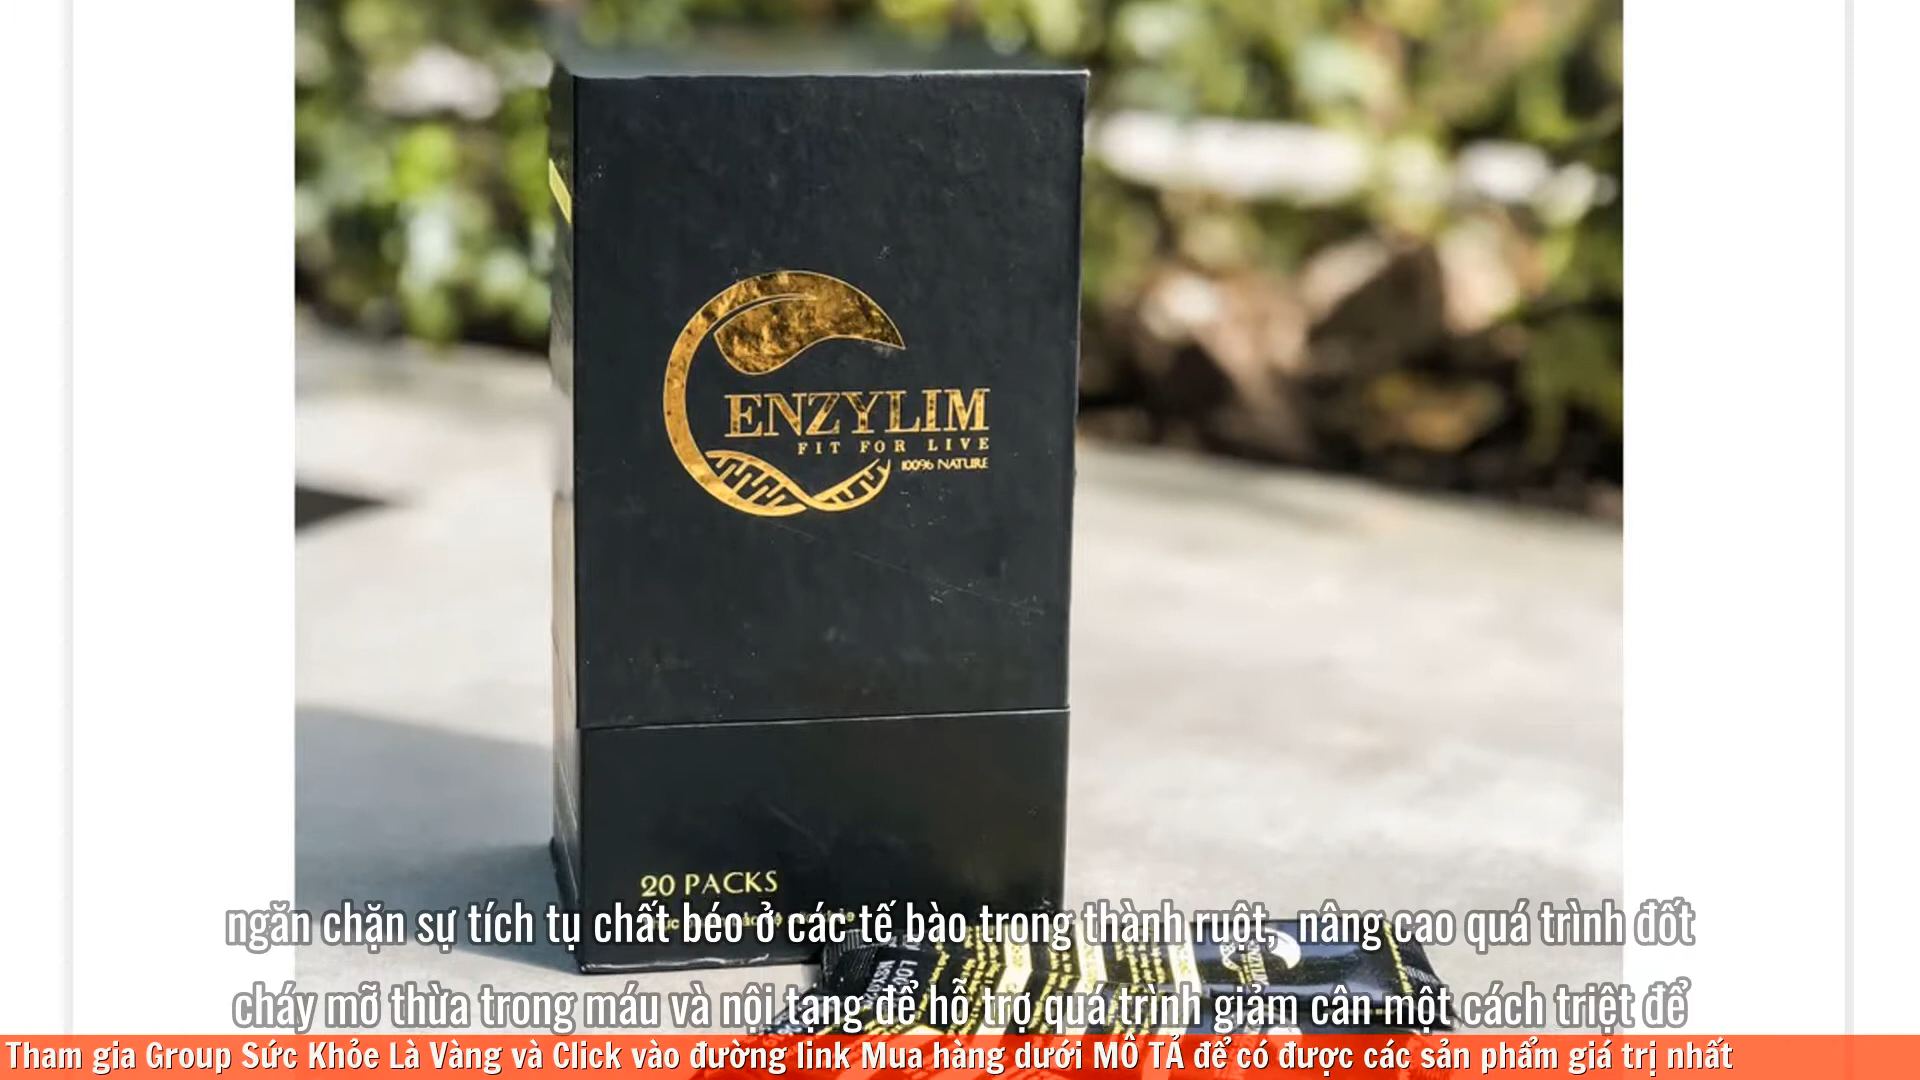 ENZYLIM
FIT FOR LIVE
100% NATURE
20 PACKS
ngăn chặn sự tích tụ chất béo ở các tế bào trong thành ruột, nâng cao quá trình đốt
cháy mỡ thừa trong máu và nội tạng để hỗ trợ quá trình giảm cân một cách triệt để
Tham gia Group Sức Khỏe Là Vàng và Click vào đường link Mua hàng dưới MÔ TẢ để có được các sản phẩm giá trị nhất